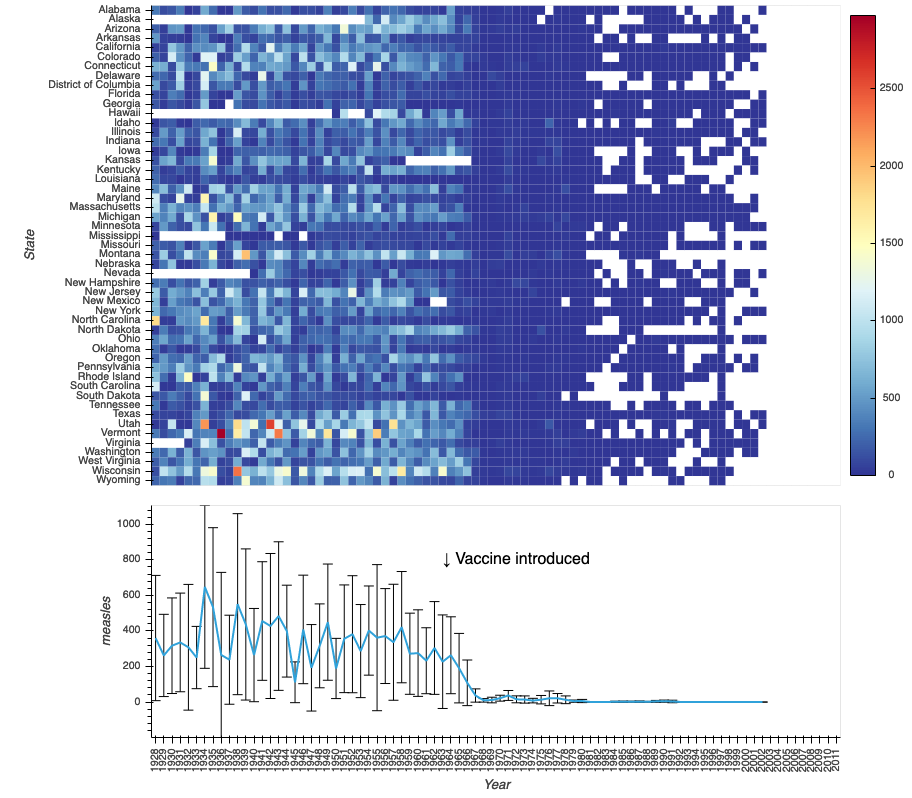 Alabama
Alaska
Arizona
Arkansas
California
Colorado
Connecticut
Delaware
District of Columbia
Florida
Georgia
Hawaii
Idaho
Illinois
Indiana
Iowa
Kansas
Kentucky
Louisiana
Maine
Maryland
Massachusetts
Michigan
Minnesota
Mississippi
Missouri
Montana
Nebraska
Nevada
New Hampshire
New Jersey
New Mexico
New York
North Carolina
North Dakota
Ohio
Oklahoma
Oregon
Pennsylvania
Rhode Island
South Carolina
South Dakota
Tennessee
Texas
Utah
Vermont
Virginia
Washington
West Virginia
Wisconsin
Wyoming
State
2500
2000
1500
1000
500
0
1000
800
600
400
200
0
measles
↓ Vaccine introduced
1928
1929
1930
1931
1932
1933
1934
1935
1936
1937
1938
1939
1940
1941
1942
1943
1944
1945
1946
1947
1948
1949
1950
1951
1952
1953
1954
1955
1956
1957
1958
1959
1960
1961
1962
1963
1964
1965
1966
1967
1968
1969
1970
1971
1972
1973
1974
1975
1976
1977
1978
1979
1980
1981
1982
1983
1984
1985
1986
1987
1988
1989
1990
1991
1992
1993
1994
1995
1996
1997
1998
1999
2000
2001
2002
2003
2004
2005
2006
2007
2008
2009
2010
2011
Year